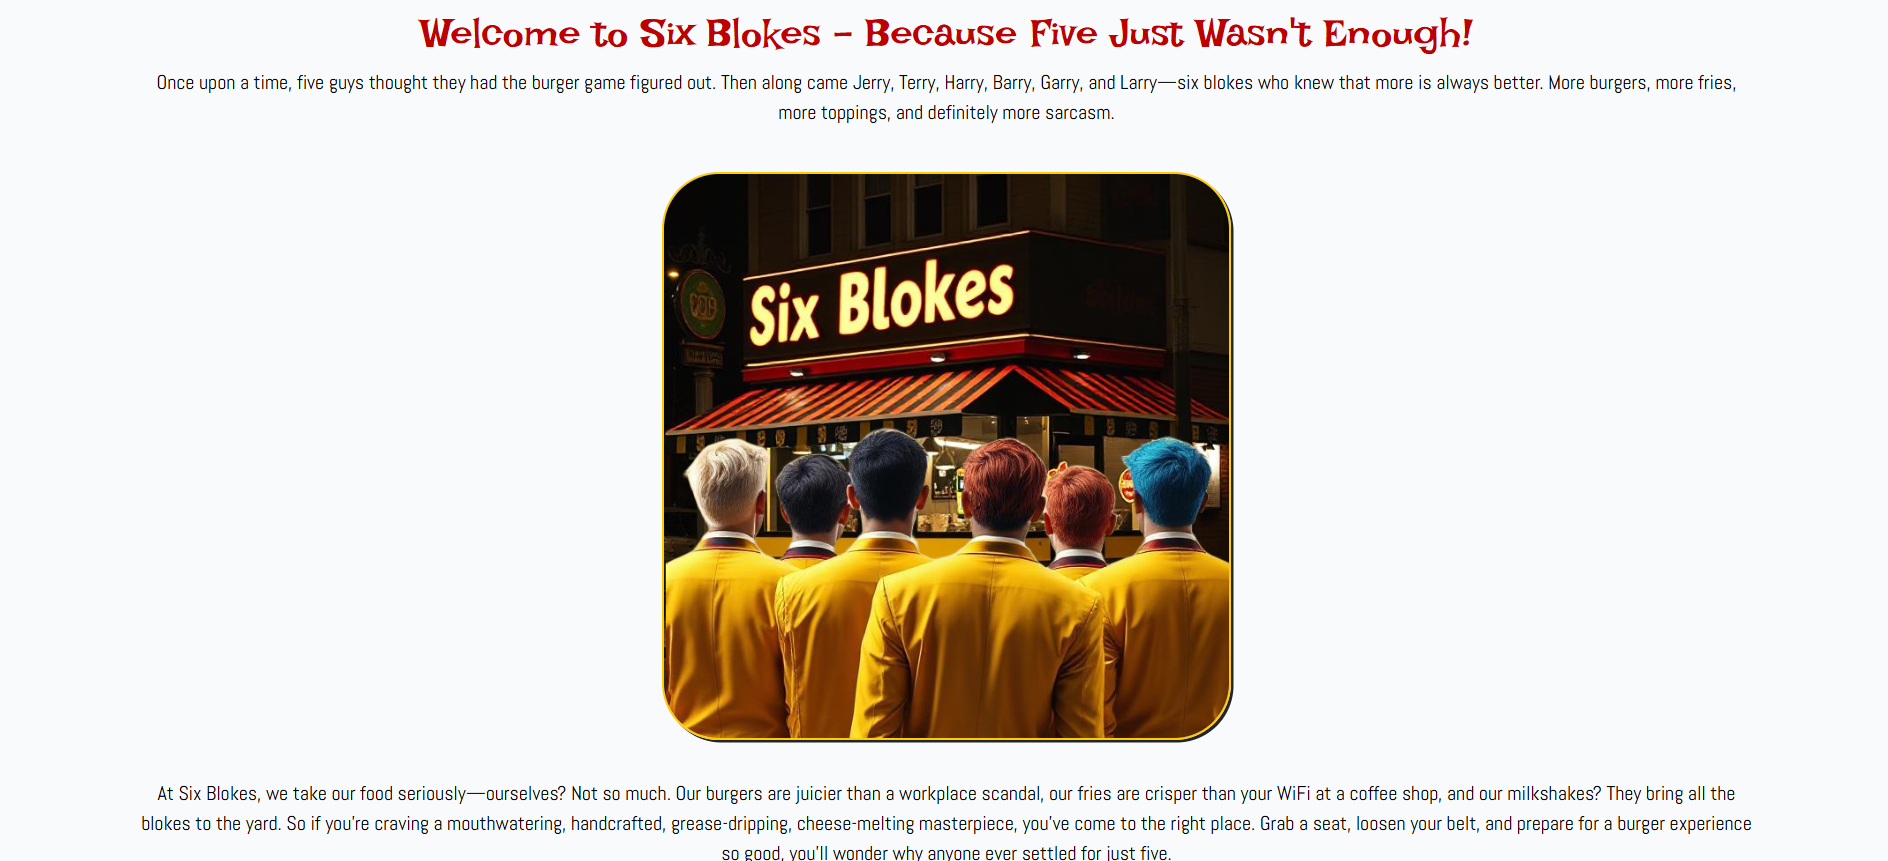 Welcome to Six Blokes – Because Five Just Wasn't Enough!
Once upon a time, five guys thought they had the burger game figured out. Then along came Jerry, Terry, Harry, Barry, Garry, and Larry—six blokes who knew that more is always better. More burgers, more fries,
more toppings, and definitely more sarcasm.
Six Blokes
At Six Blokes, we take our food seriously—ourselves? Not so much. Our burgers are juicier than a workplace scandal, our fries are crisper than your WiFi at a coffee shop, and our milkshakes? They bring all the
blokes to the yard. So if you're craving a mouthwatering, handcrafted, grease-dripping, cheese-melting masterpiece, you've come to the right place. Grab a seat, loosen your belt, and prepare for a burger experience
so good, you'll wonder why anyone ever settled for just five.